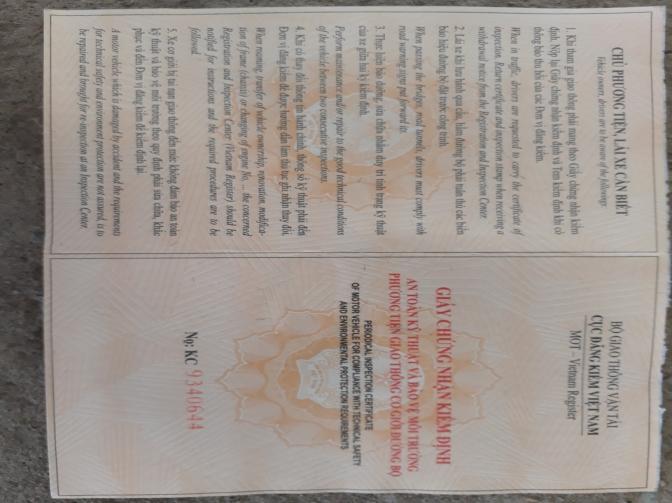 CHỦ PHƯƠNG TIỆN, LÁI XE CẦN BIẾT
Vehicle owners, drivers are to be aware of the followings
1. Khi tham gia giao thông phải mang theo Giấy chứng nhận kiểm
định. Nộp lại Giấy chứng nhận kiểm định và Tem kiểm định khi có
thông báo thu hồi của các Đơn vị đăng kiểm.
When in traffic, drivers are requested to carry the certificate of
inspection. Return certificate and inspection stamp when receiving a
withdrawal notice from the Registration and Inspection Center.
2. Lái xe khi lưu hành qua cầu, hầm đường bộ phải tuân thủ các biển
báo hiệu đường bộ đặt trước công trình.
When passing the bridges, road tunnels, drivers must comply with
road warning signs put forward its.
3. Thực hiện bảo dưỡng, sửa chữa nhằm duy trì tình trạng kỹ thuật
của xe giữa hai kỳ kiểm định.
Perform maintenance and/or repair to the good technical conditions
of the vehicle between two consecutive inspections.
4. Khi có thay đổi thông tin hành chính, thông số kỹ thuật phải đến
Đơn vị đăng kiểm để được hướng dẫn làm thủ tục ghi nhận thay đổi.
When roaming, transfer of vehicle ownership, renovation, modifica-
tion of frame (chassis) or changing of engine No, ... the concerned
Registration and Inspection Center (Vietnam Register) should be
notified for instructions and the required procedures are to be
followed.
5. Xe cơ giới bị tai nạn giao thông đến mức không đảm bảo an toàn
kỹ thuật và bảo vệ môi trường theo quy định phải sửa chữa, khắc
phục và đến Đơn vị đăng kiểm để kiểm định lại.
A motor vehicle which is damaged by accident and the requirements
for technical safety and environment protection are not assured, is to
be repaired and brought for re-inspection at an Inspection Center.
BỘ GIAO THÔNG VẬN TẢI
CỤC ĐĂNG KIỂM VIỆT NAM
MOT – Vietnam Register
GIẤY CHỨNG NHẬN KIỂM ĐỊNH
AN TOÀN KỸ THUẬT VÀ BẢO VỆ MÔI TRƯỜNG
PHƯƠNG TIỆN GIAO THÔNG CƠ GIỚI ĐƯỜNG BỘ
PERIODICAL INSPECTION CERTIFICATE
OF MOTOR VEHICLE FOR COMPLIANCE WITH TECHNICAL SAFETY
AND ENVIRONMENTAL PROTECTION REQUIREMENTS
No: KC 9340644